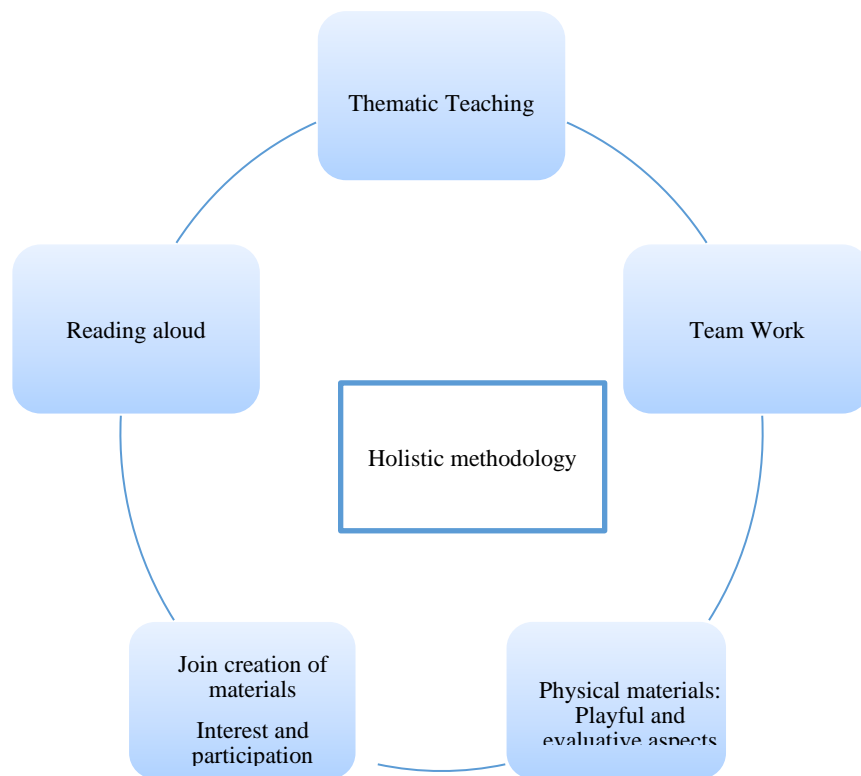 Thematic Teaching
Reading aloud
Team Work
Holistic methodology
Join creation of
materials
Interest and
participation
Physical materials:
Playful and
evaluative aspects